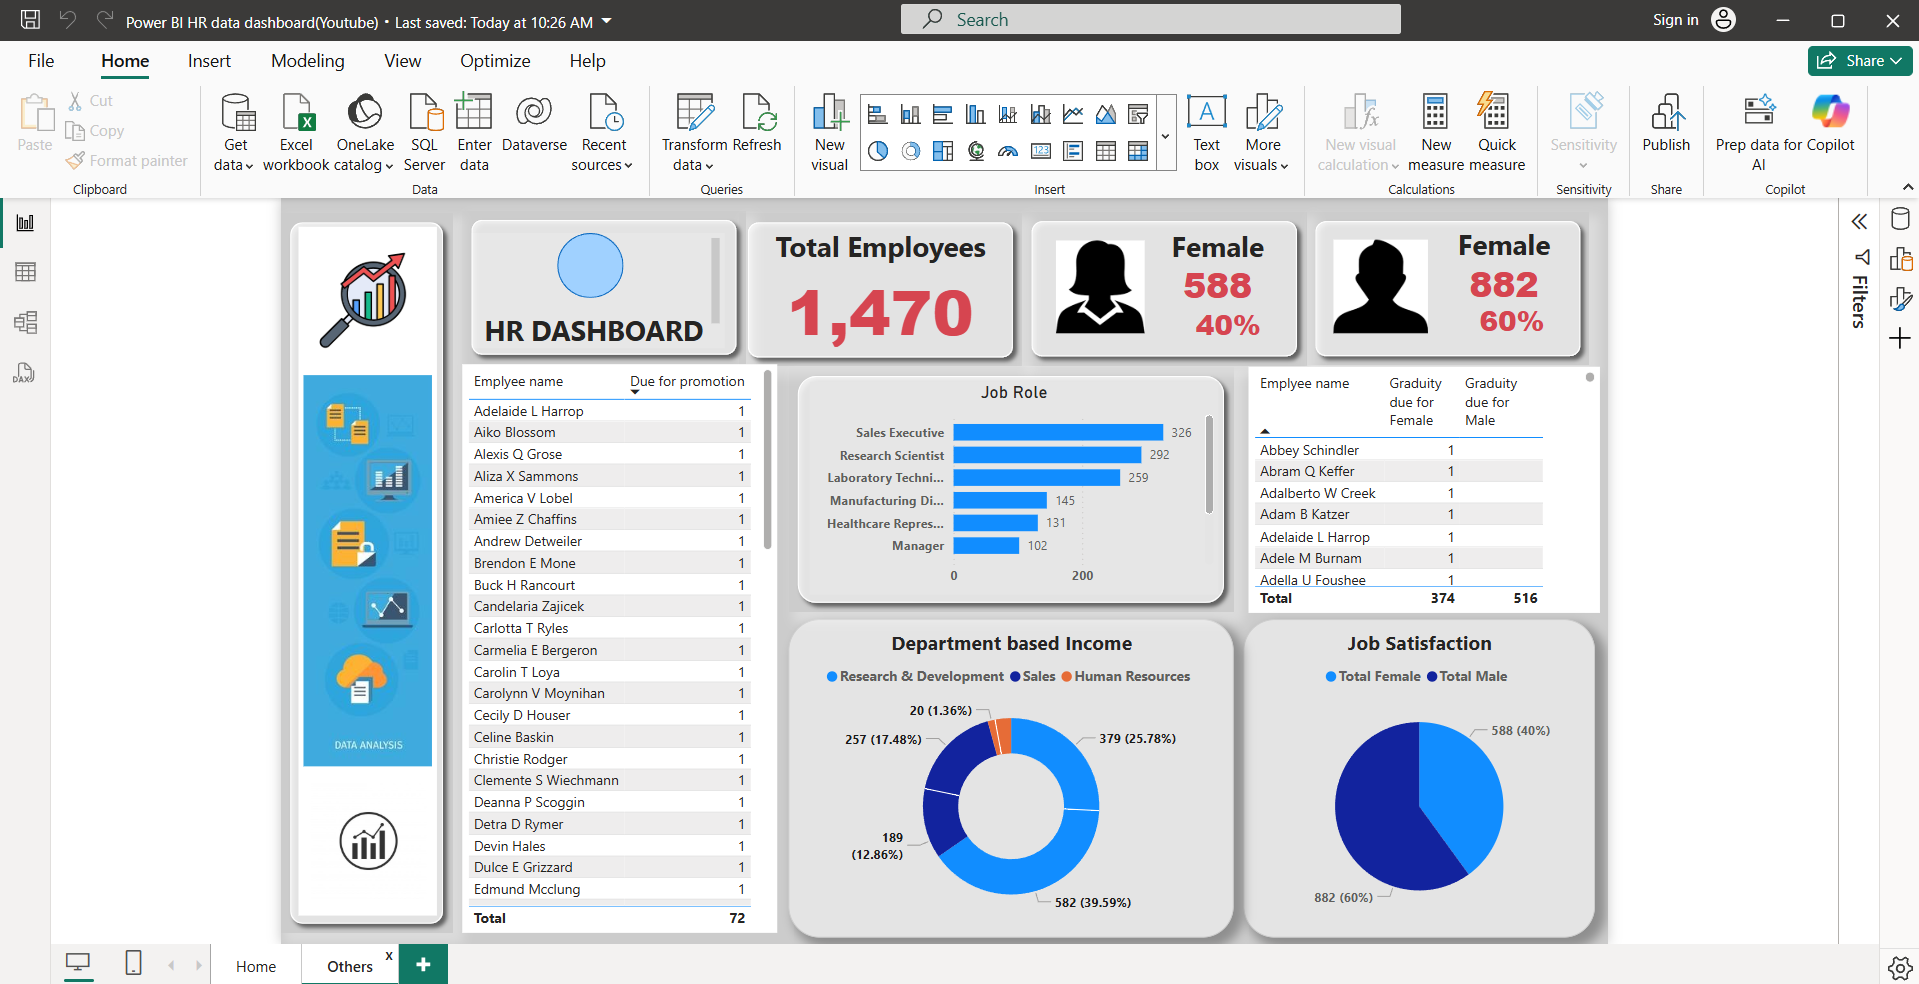 Power BI HR data dashboard(Youtube) • Last saved: Today at 10:26 AM
Search
Sign in
File
Home
Insert
Modeling
View
Optimize
Help
Share
Paste
Cut
Copy
Format painter
Clipboard
Get data
Excel workbook
OneLake catalog
SQL Server
Enter data
Dataverse
Recent sources
Data
Transform data
Refresh
Queries
New visual
Text box
More visuals
Insert
New visual calculation
New measure
Quick measure
Calculations
Sensitivity
Sensitivity
Publish
Share
Prep data for AI
Copilot
Copilot
Filters
HR DASHBOARD
Total Employees
1,470
Female
588
40%
Female
882
60%
DATA ANALYSIS
Emplyee name Due for promotion
Adelaide L Harrop 1
Aiko Blossom 1
Alexis Q Grose 1
Aliza X Sammons 1
America V Lobel 1
Amiee Z Chaffins 1
Andrew Detweiler 1
Brendon E Mone 1
Buck H Rancourt 1
Candelaria Zajicek 1
Carlotta T Ryles 1
Carmelia E Bergeron 1
Carolin T Loya 1
Carolynn V Moynihan 1
Cecily D Houser 1
Celine Baskin 1
Christie Rodger 1
Clemente S Wiechmann 1
Deanna P Scoggin 1
Detra D Rymer 1
Devin Hales 1
Dulce E Grizzard 1
Edmund Mcclung 1
Total 72
Job Role
Sales Executive 326
Research Scientist 292
Laboratory Techni... 259
Manufacturing Di... 145
Healthcare Repres... 131
Manager 102
0 200
Emplyee name Graduity due for Female Graduity due for Male
Abbey Schindler 1
Abram Q Keffer 1
Adalberto W Creek 1
Adam B Katzer 1
Adelaide L Harrop 1
Adele M Burnam 1
Adella U Foushee 1
Total 374 516
Department based Income
Research & Development Sales Human Resources
20 (1.36%)
257 (17.48%)
379 (25.78%)
189
(12.86%)
582 (39.59%)
Job Satisfaction
Total Female Total Male
588 (40%)
882 (60%)
Home
Others
x